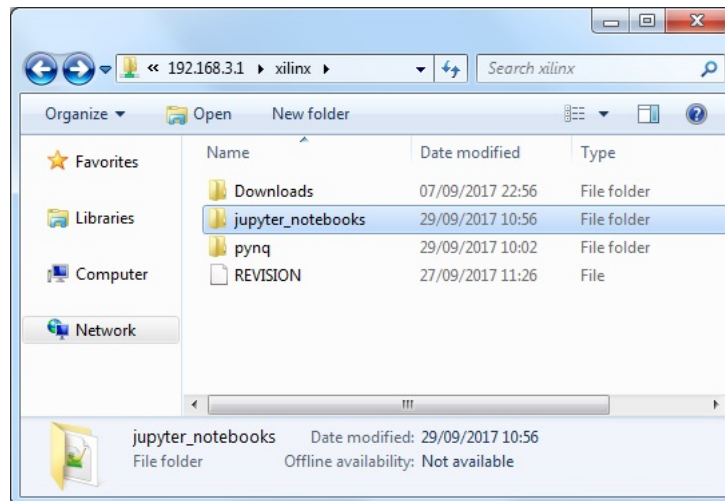 « 192.168.3.1 ▸ xilinx ▸ Search xilinx
Organize Open New folder
Name Date modified Type
Favorites
Libraries
Computer
Network
Downloads 07/09/2017 22:56 File folder
jupyter_notebooks 29/09/2017 10:56 File folder
pynq 29/09/2017 10:02 File folder
REVISION 27/09/2017 11:26 File
jupyter_notebooks Date modified: 29/09/2017 10:56
File folder Offline availability: Not available